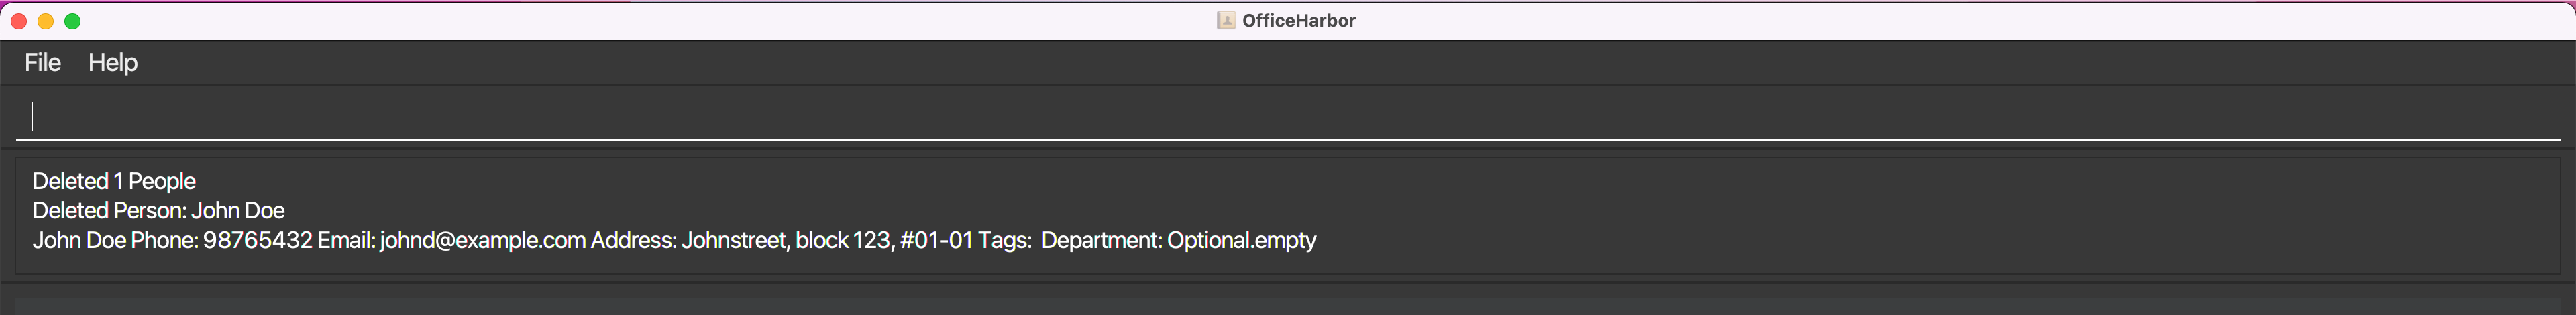 OfficeHarbor
File Help
Deleted 1 People
Deleted Person: John Doe
John Doe Phone: 98765432 Email: johnd@example.com Address: Johnstreet, block 123, #01-01 Tags:  Department: Optional.empty